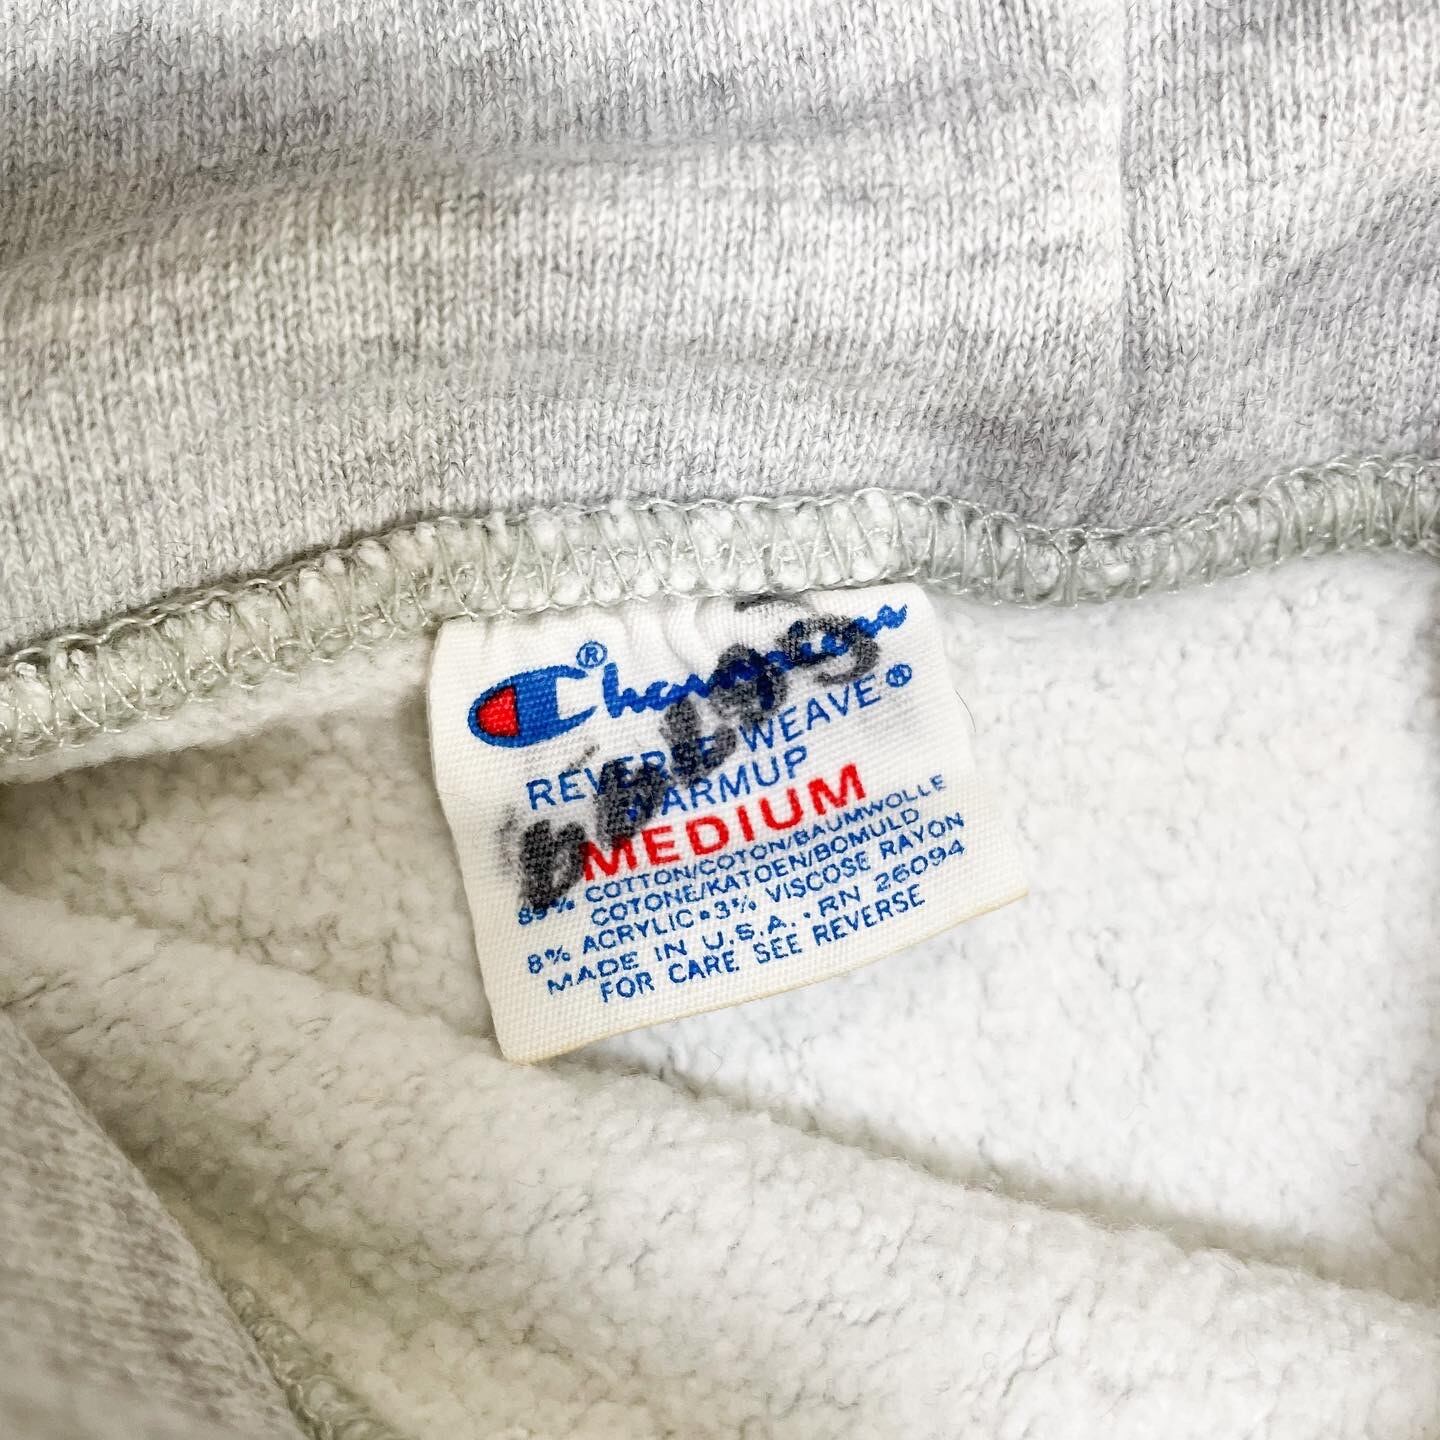 Champion®
REVERSE WEAVE®
WARMUP
MEDIUM
89% COTTON/COTON/BAUMWOLLE
COTONE/KATOEN/BOMULD
8% ACRYLIC•3% VISCOSE RAYON
MADE IN U.S.A.•RN 26094
FOR CARE SEE REVERSE